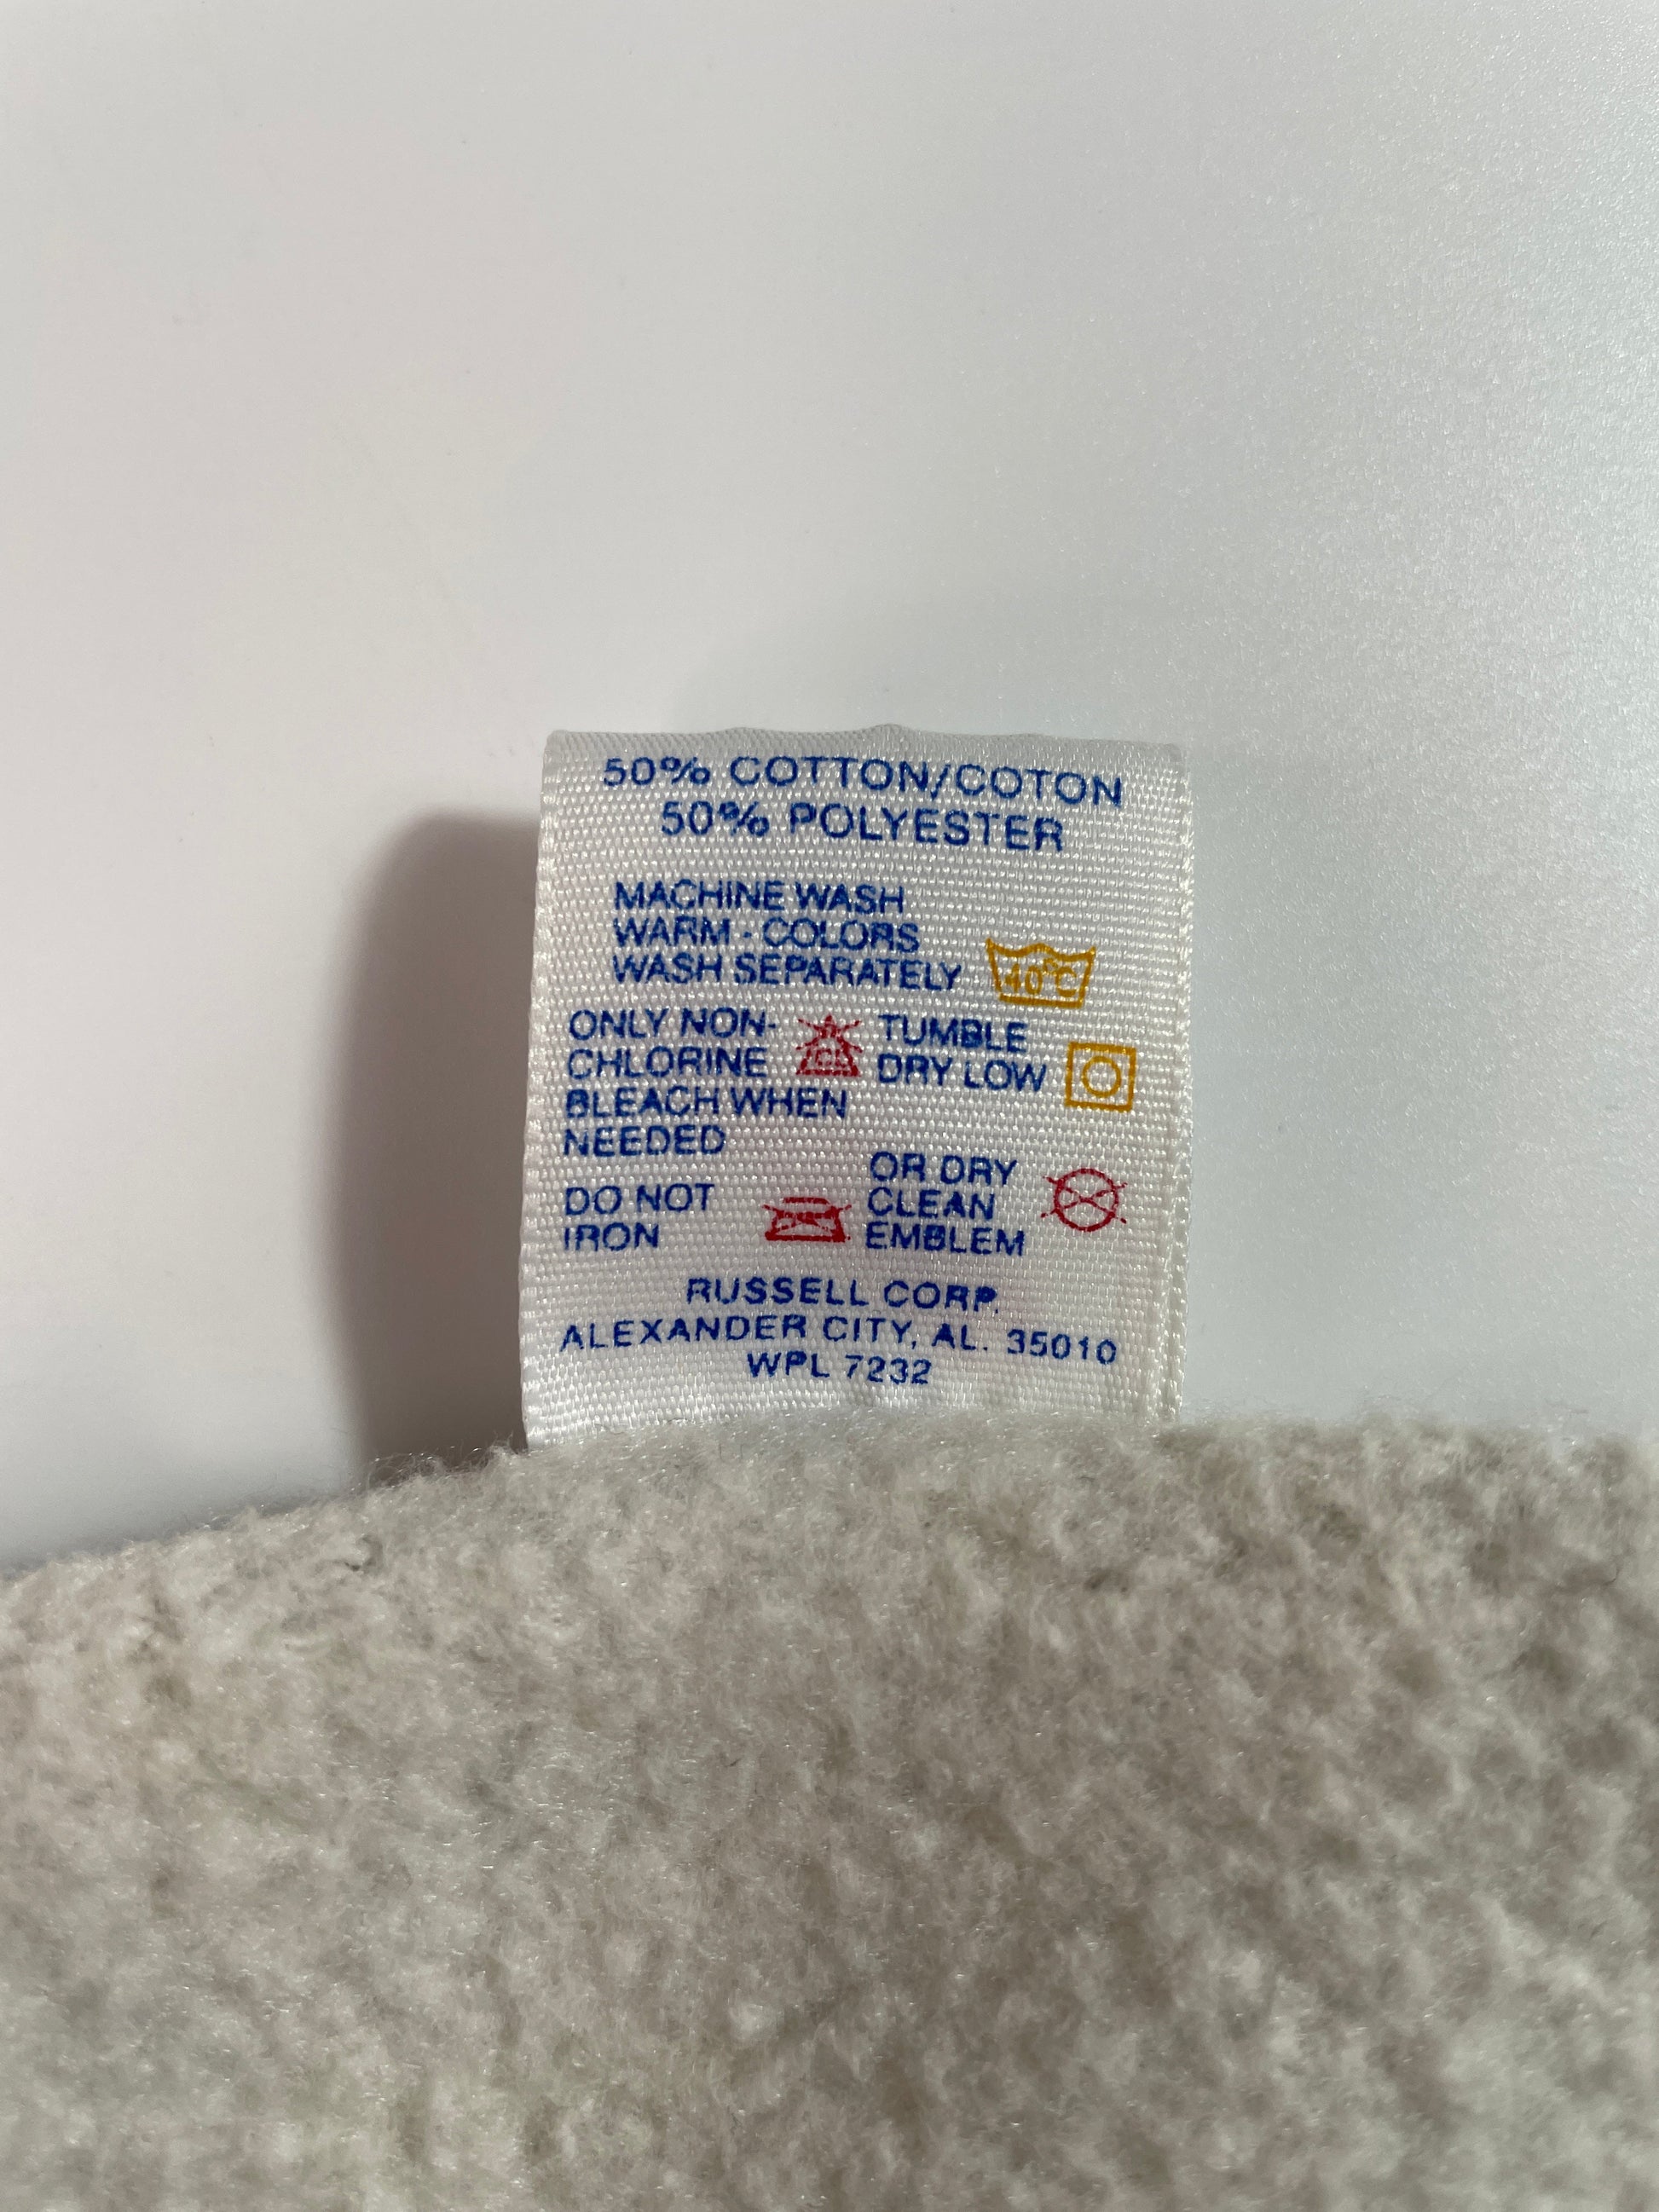 50% COTTON/COTON
50% POLYESTER
MACHINE WASH
WARM - COLORS
WASH SEPARATELY
40°C
ONLY NON-
CHLORINE
BLEACH WHEN
NEEDED
CL
TUMBLE
DRY LOW
DO NOT
IRON
OR DRY
CLEAN
EMBLEM
RUSSELL CORP.
ALEXANDER CITY, AL. 35010
WPL 7232